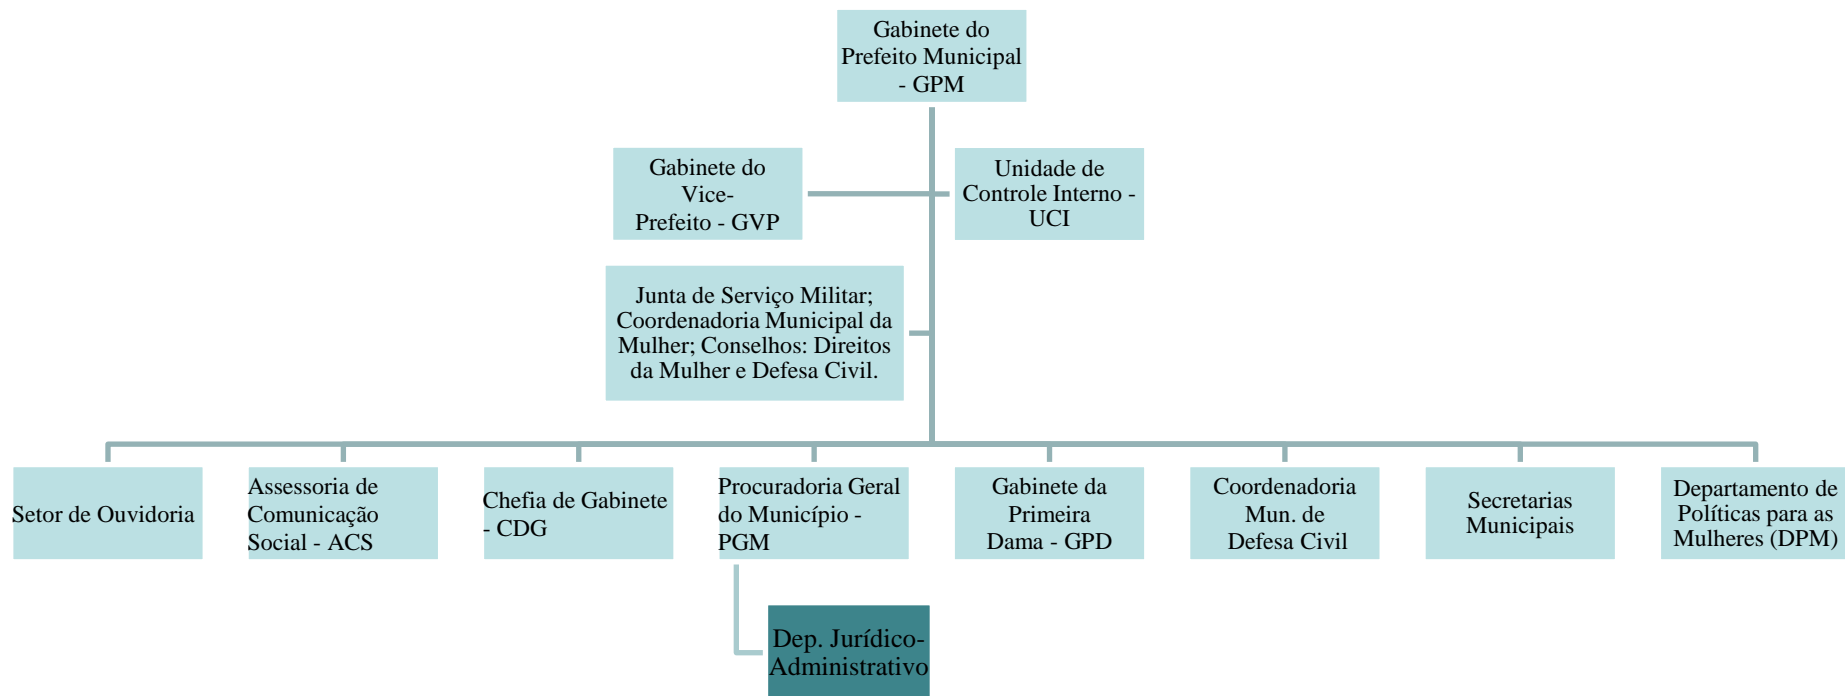 Gabinete do
Prefeito Municipal
- GPM
Gabinete do
Vice-
Prefeito - GVP
Unidade de
Controle Interno -
UCI
Junta de Serviço Militar;
Coordenadoria Municipal da
Mulher; Conselhos: Direitos
da Mulher e Defesa Civil.
Setor de Ouvidoria
Assessoria de
Comunicação
Social - ACS
Chefia de Gabinete
- CDG
Procuradoria Geral
do Município -
PGM
Gabinete da
Primeira
Dama - GPD
Coordenadoria
Mun. de
Defesa Civil
Secretarias
Municipais
Departamento de
Políticas para as
Mulheres (DPM)
Dep. Jurídico-
Administrativo